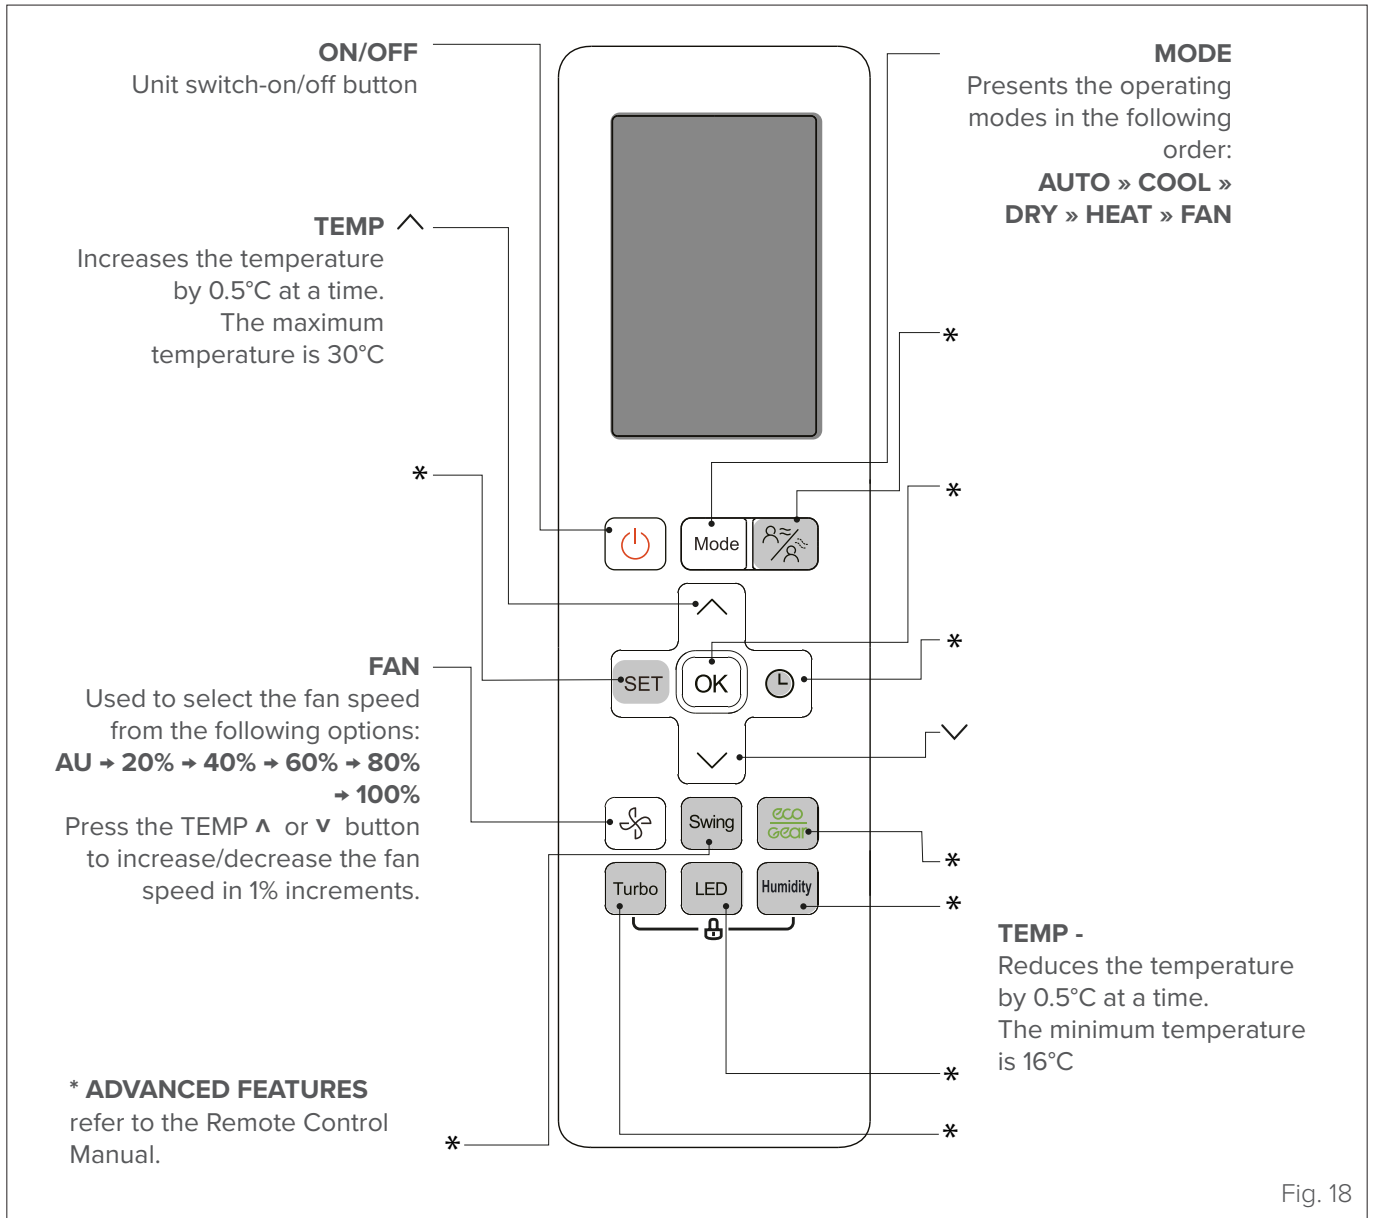 ON/OFF
Unit switch-on/off button
MODE
Presents the operating
modes in the following
order:
AUTO » COOL »
DRY » HEAT » FAN
TEMP
Increases the temperature
by 0.5°C at a time.
The maximum
temperature is 30°C
*
*
*
Mode
*
SET
OK
FAN
Used to select the fan speed
from the following options:
AU → 20% → 40% → 60% → 80%
→ 100%
Press the TEMP ∧ or ∨ button
to increase/decrease the fan
speed in 1% increments.
Swing
eco
Gear
*
Turbo
LED
Humidity
*
TEMP -
Reduces the temperature
by 0.5°C at a time.
The minimum temperature
is 16°C
*
*
* ADVANCED FEATURES
refer to the Remote Control
Manual.
*
Fig. 18